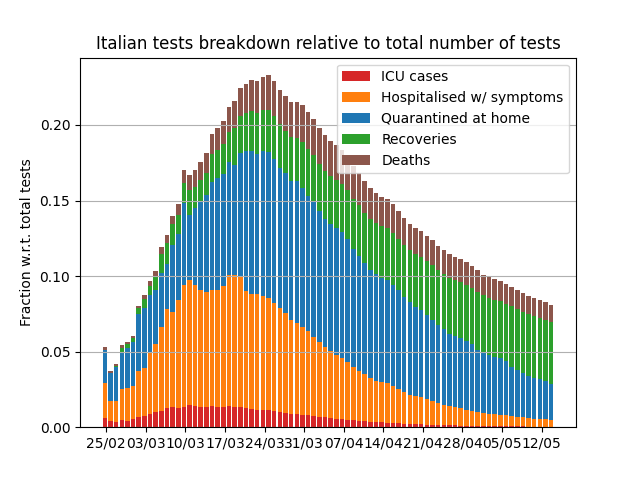 Italian tests breakdown relative to total number of tests
ICU cases
Hospitalised w/ symptoms
Quarantined at home
Recoveries
Deaths
Fraction w.r.t. total tests
0.20
0.15
0.10
0.05
0.00
25/02 03/03 10/03 17/03 24/03 31/03 07/04 14/04 21/04 28/04 05/05 12/05